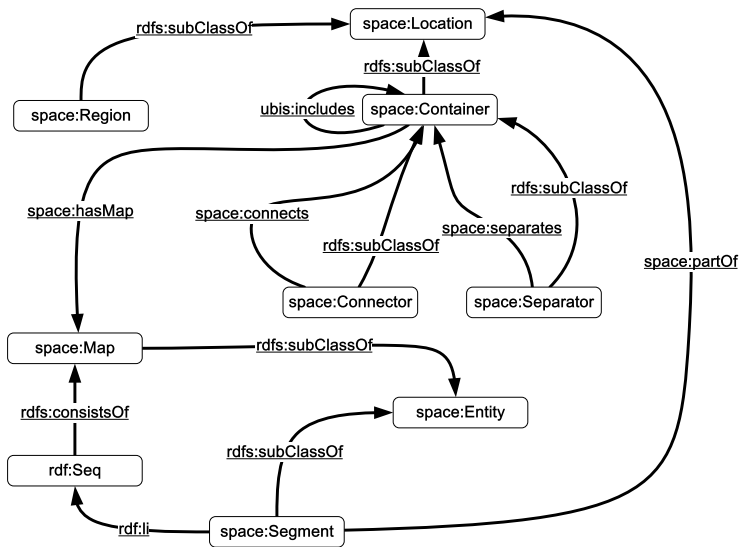 space:Location
rdfs:subClassOf
rdfs:subClassOf
space:Region
ubis:includes
space:Container
rdfs:subClassOf
space:hasMap
space:connects
space:separates
rdfs:subClassOf
space:partOf
space:Connector
space:Separator
space:Map
rdfs:subClassOf
rdfs:consistsOf
space:Entity
rdfs:subClassOf
rdf:Seq
rdf:li
space:Segment